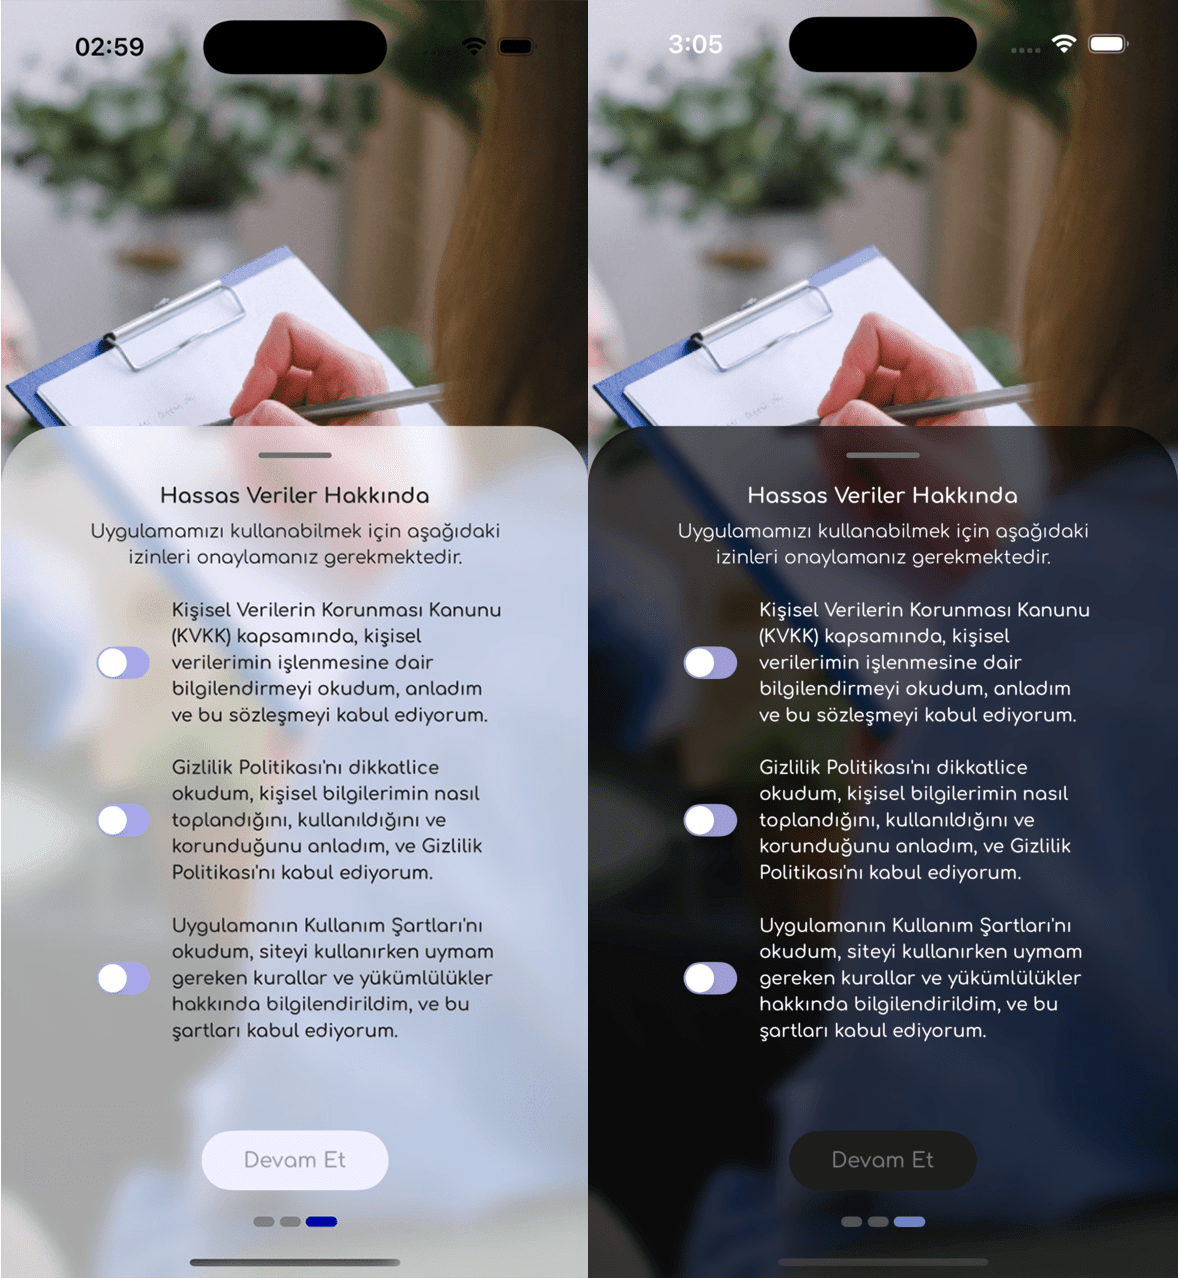 02:59
Hassas Veriler Hakkında
Uygulamamızı kullanabilmek için aşağıdaki
izinleri onaylamanız gerekmektedir.
Kişisel Verilerin Korunması Kanunu
(KVKK) kapsamında, kişisel
verilerimin işlenmesine dair
bilgilendirmeyi okudum, anladım
ve bu sözleşmeyi kabul ediyorum.
Gizlilik Politikası'nı dikkatlice
okudum, kişisel bilgilerimin nasıl
toplandığını, kullanıldığını ve
korunduğunu anladım, ve Gizlilik
Politikası'nı kabul ediyorum.
Uygulamanın Kullanım Şartları'nı
okudum, siteyi kullanırken uymam
gereken kurallar ve yükümlülükler
hakkında bilgilendirildim, ve bu
şartları kabul ediyorum.
Devam Et
3:05
Hassas Veriler Hakkında
Uygulamamızı kullanabilmek için aşağıdaki
izinleri onaylamanız gerekmektedir.
Kişisel Verilerin Korunması Kanunu
(KVKK) kapsamında, kişisel
verilerimin işlenmesine dair
bilgilendirmeyi okudum, anladım
ve bu sözleşmeyi kabul ediyorum.
Gizlilik Politikası'nı dikkatlice
okudum, kişisel bilgilerimin nasıl
toplandığını, kullanıldığını ve
korunduğunu anladım, ve Gizlilik
Politikası'nı kabul ediyorum.
Uygulamanın Kullanım Şartları'nı
okudum, siteyi kullanırken uymam
gereken kurallar ve yükümlülükler
hakkında bilgilendirildim, ve bu
şartları kabul ediyorum.
Devam Et